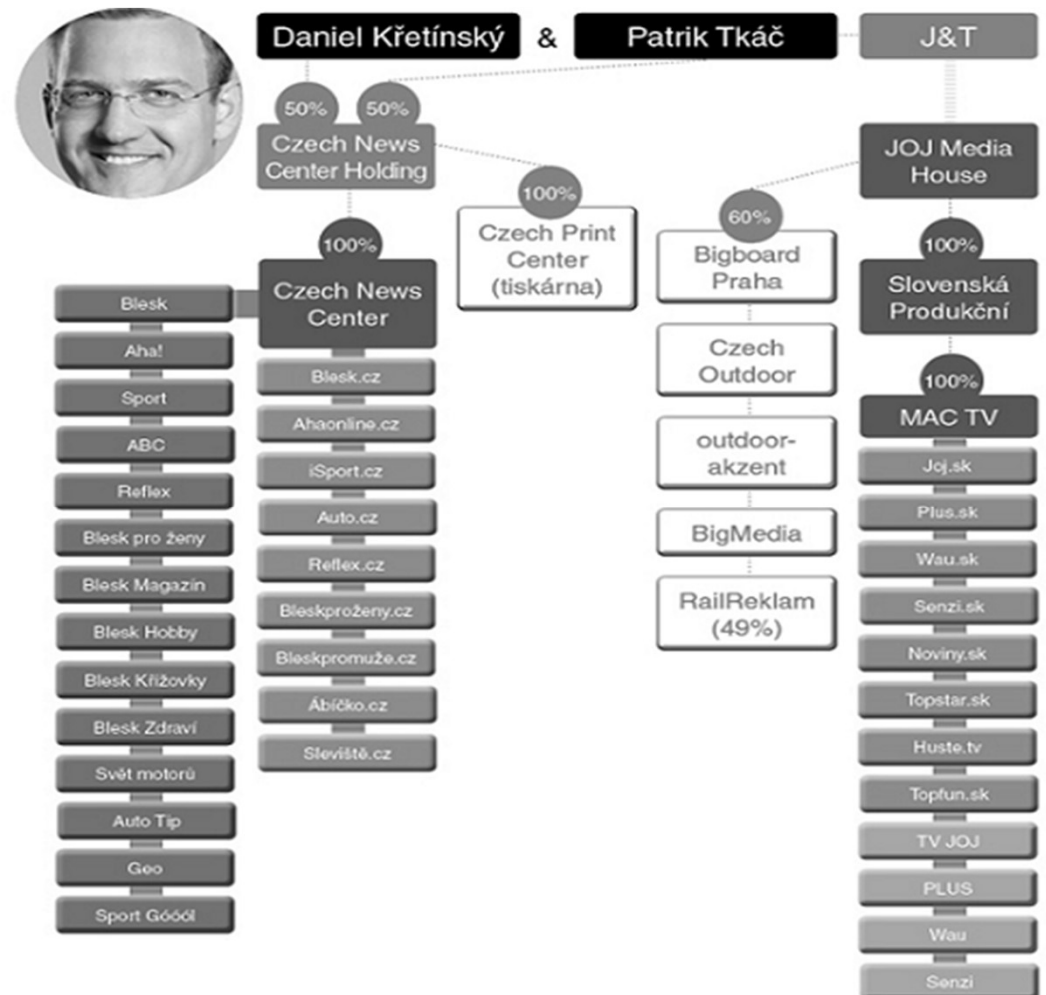 Daniel Křetínský
&
Patrik Tkáč
J&T
50%
50%
Czech News
Center Holding
100%
Czech Print
Center
(tiskárna)
100%
Czech News
Center
Blesk
Aha!
Sport
ABC
Reflex
Blesk pro ženy
Blesk Magazín
Blesk Hobby
Blesk Křížovky
Blesk Zdraví
Svět motorů
Auto Tip
Geo
Sport Góóól
Blesk.cz
Ahaonline.cz
iSport.cz
Auto.cz
Reflex.cz
Bleskproženy.cz
Bleskpromuže.cz
Ábíčko.cz
Sleviště.cz
JOJ Media
House
60%
Bigboard
Praha
Czech
Outdoor
outdoor-
akzent
BigMedia
RailReklam
(49%)
100%
Slovenská
Produkční
100%
MAC TV
Joj.sk
Plus.sk
Wau.sk
Senzi.sk
Noviny.sk
Topstar.sk
Huste.tv
Topfun.sk
TV JOJ
PLUS
Wau
Senzi